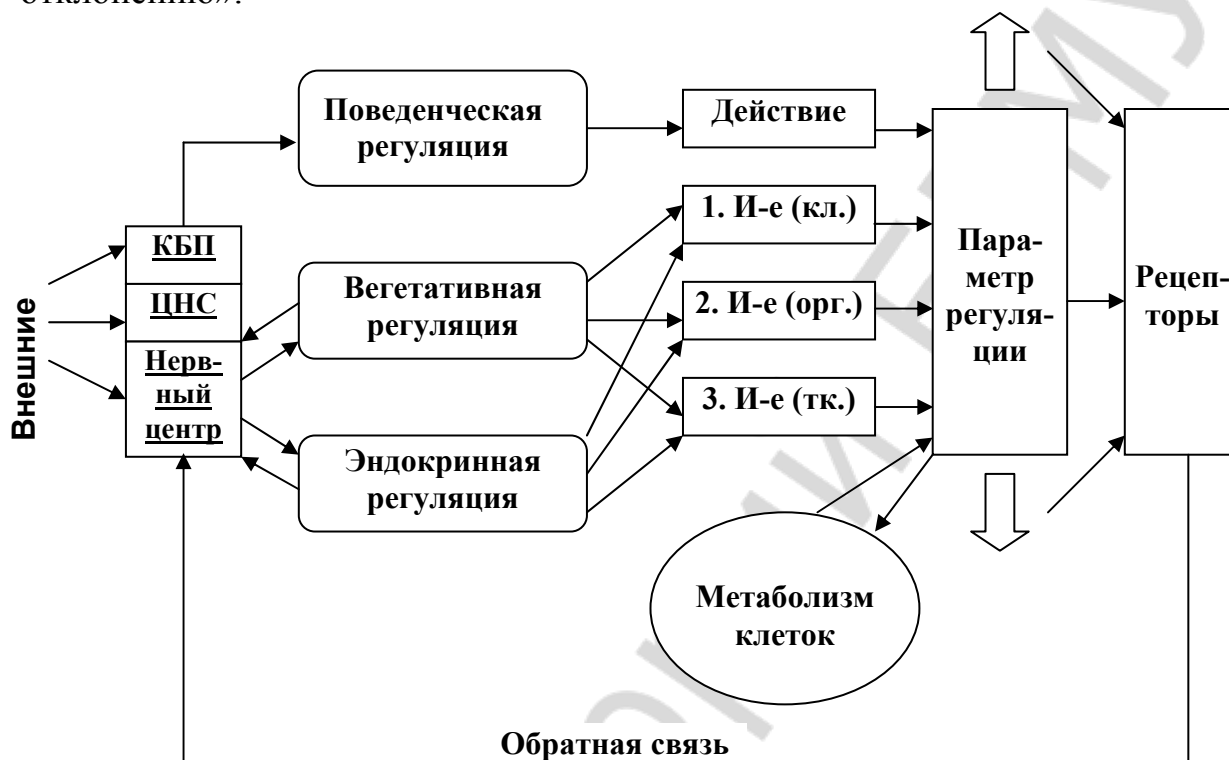 отклонению».
Поведенческая
регуляция
Действие
1. И-е (кл.)
КБП
ЦНС
Нерв-
ный
центр
Внешние
Вегетативная
регуляция
2. И-е (орг.)
3. И-е (тк.)
Эндокринная
регуляция
Пара-
метр
регуля-
ции
Рецеп-
торы
Метаболизм
клеток
Обратная связь